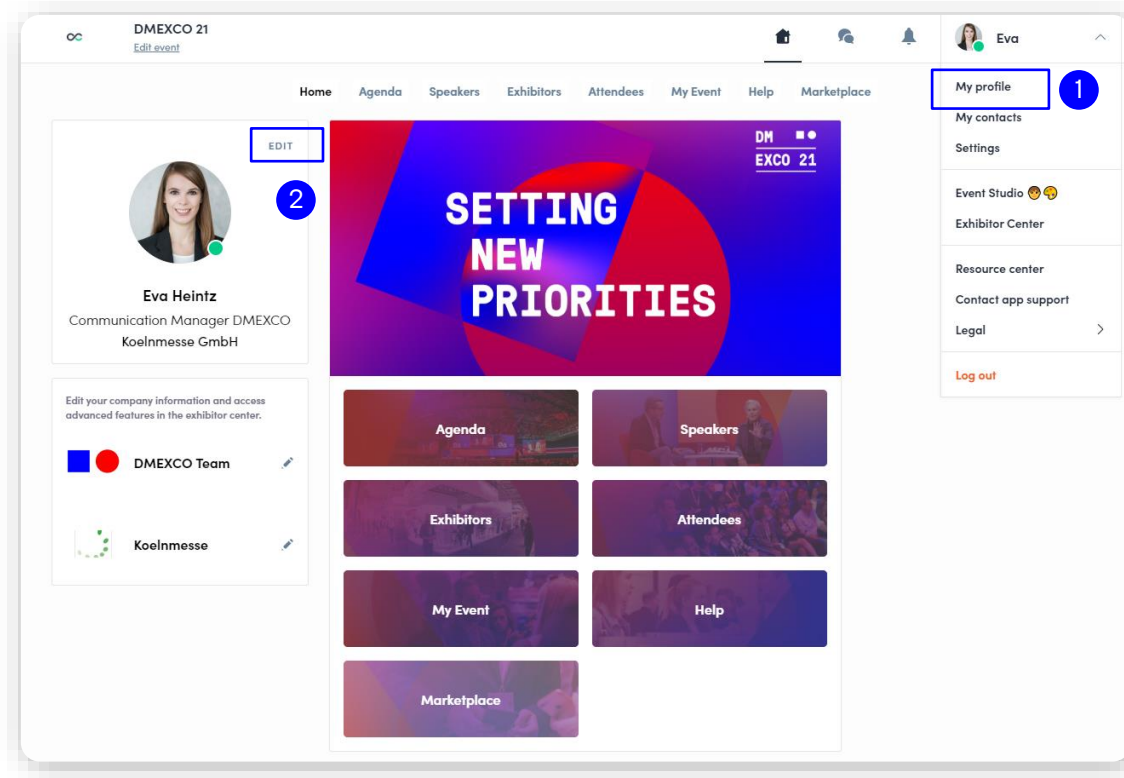 DMEXCO 21
Edit event
Eva
Home Agenda Speakers Exhibitors Attendees My Event Help Marketplace
My profile
1
My contacts
Settings
Event Studio
Exhibitor Center
Resource center
Contact app support
Legal
Log out
EDIT
2
Eva Heintz
Communication Manager DMEXCO
Koelnmesse GmbH
Edit your company information and access
advanced features in the exhibitor center.
DMEXCO Team
Koelnmesse
DM
EXCO 21
SETTING
NEW
PRIORITIES
Agenda
Speakers
Exhibitors
Attendees
My Event
Help
Marketplace